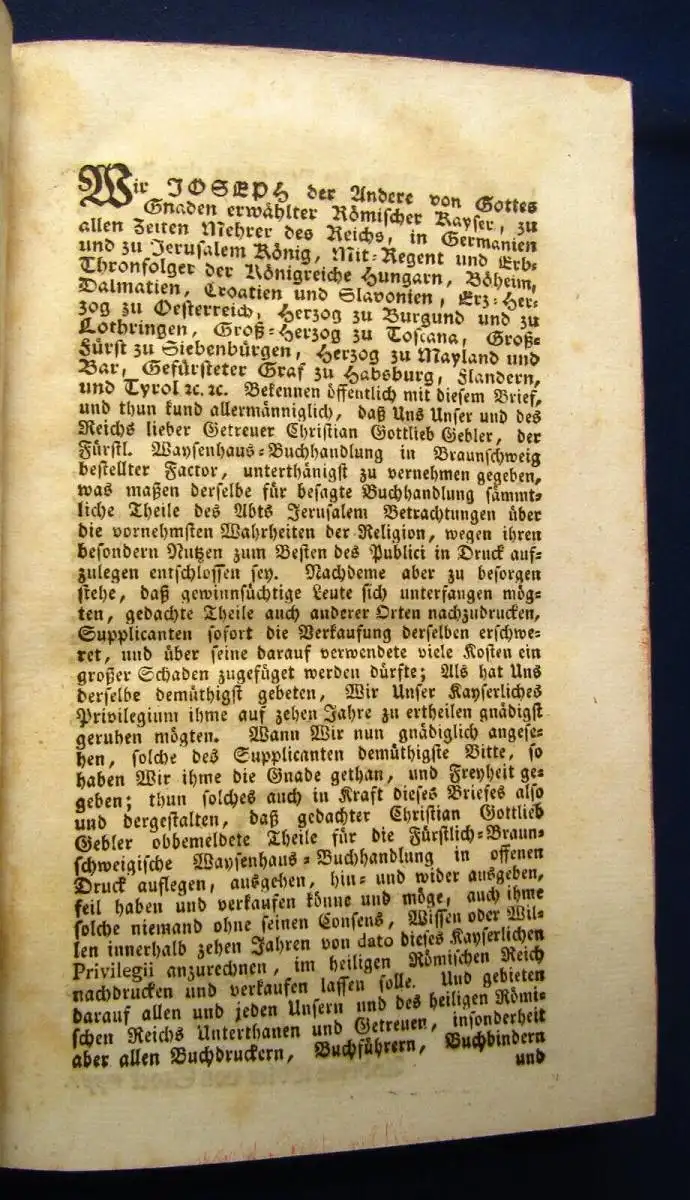 Wir JOSEPH der Andere von Gottes
Gnaden erwählter Römischer Kayser, zu
allen Zeiten Mehrer des Reichs, in Germanien
und zu Jerusalem König, Mit-Regent und Erb-
Thronfolger der Königreiche Hungarn, Böheim,
Dalmatien, Croatien und Slavonien, Erz-Her-
zog zu Oesterreich, Herzog zu Burgund und zu
Lothringen, Groß-Herzog zu Toscana, Groß-
Fürst zu Siebenbürgen, Herzog zu Mayland und
Bar, Gefürsteter Graf zu Habsburg, Flandern,
und Tyrol ꝛc. ꝛc. Bekennen öffentlich mit diesem Brief,
und thun kund allermänniglich, daß Uns Unser und des
Reichs lieber Getreuer Christian Gottlieb Gebler, der
Fürstl. Waysenhaus-Buchhandlung in Braunschweig
bestellter Factor, unterthänigst zu vernehmen gegeben,
was maßen derselbe für besagte Buchhandlung sämmt-
liche Theile des Abts Jerusalem Betrachtungen über
die vornehmsten Wahrheiten der Religion, wegen ihren
besondern Nutzen zum Besten des Publici in Druck auf-
zulegen entschlossen sey. Nachdeme aber zu besorgen
stehe, daß gewinnsüchtige Leute sich unterfangen mög-
ten, gedachte Theile auch anderer Orten nachzudrucken,
Supplicanten sofort die Verkaufung derselben erschwe-
ret, und über seine darauf verwendete viele Kosten ein
großer Schaden zugefüget werden dürfte; Als hat Uns
derselbe demüthigst gebeten, Wir Unser Kayserliches
Privilegium ihme auf zehen Jahre zu ertheilen gnädigst
geruhen mögten. Wann Wir nun gnädiglich angese-
hen, solche des Supplicanten demüthigste Bitte, so
haben Wir ihme die Gnade gethan, und Freyheit ge-
geben; thun solches auch in Kraft dieses Briefes also
und dergestalten, daß gedachter Christian Gottlieb
Gebler obbemeldete Theile für die Fürstlich-Braun-
schweigische Waysenhaus-Buchhandlung in offenen
Druck auflegen, ausgehen, hin- und wider ausgeben,
feil haben und verkaufen könne und möge, auch ihme
solche niemand ohne seinen Consens, Wissen oder Wil-
len innerhalb zehen Jahren von dato dieses Kayserlichen
Privilegii anzurechnen, im heiligen Römischen Reich
nachdrucken und verkaufen lassen solle. Und gebieten
darauf allen und jeden Unsern und des heiligen Römi-
schen Reichs Unterthanen und Getreuen, insonderheit
aber allen Buchdruckern, Buchführern, Buchbindern
und